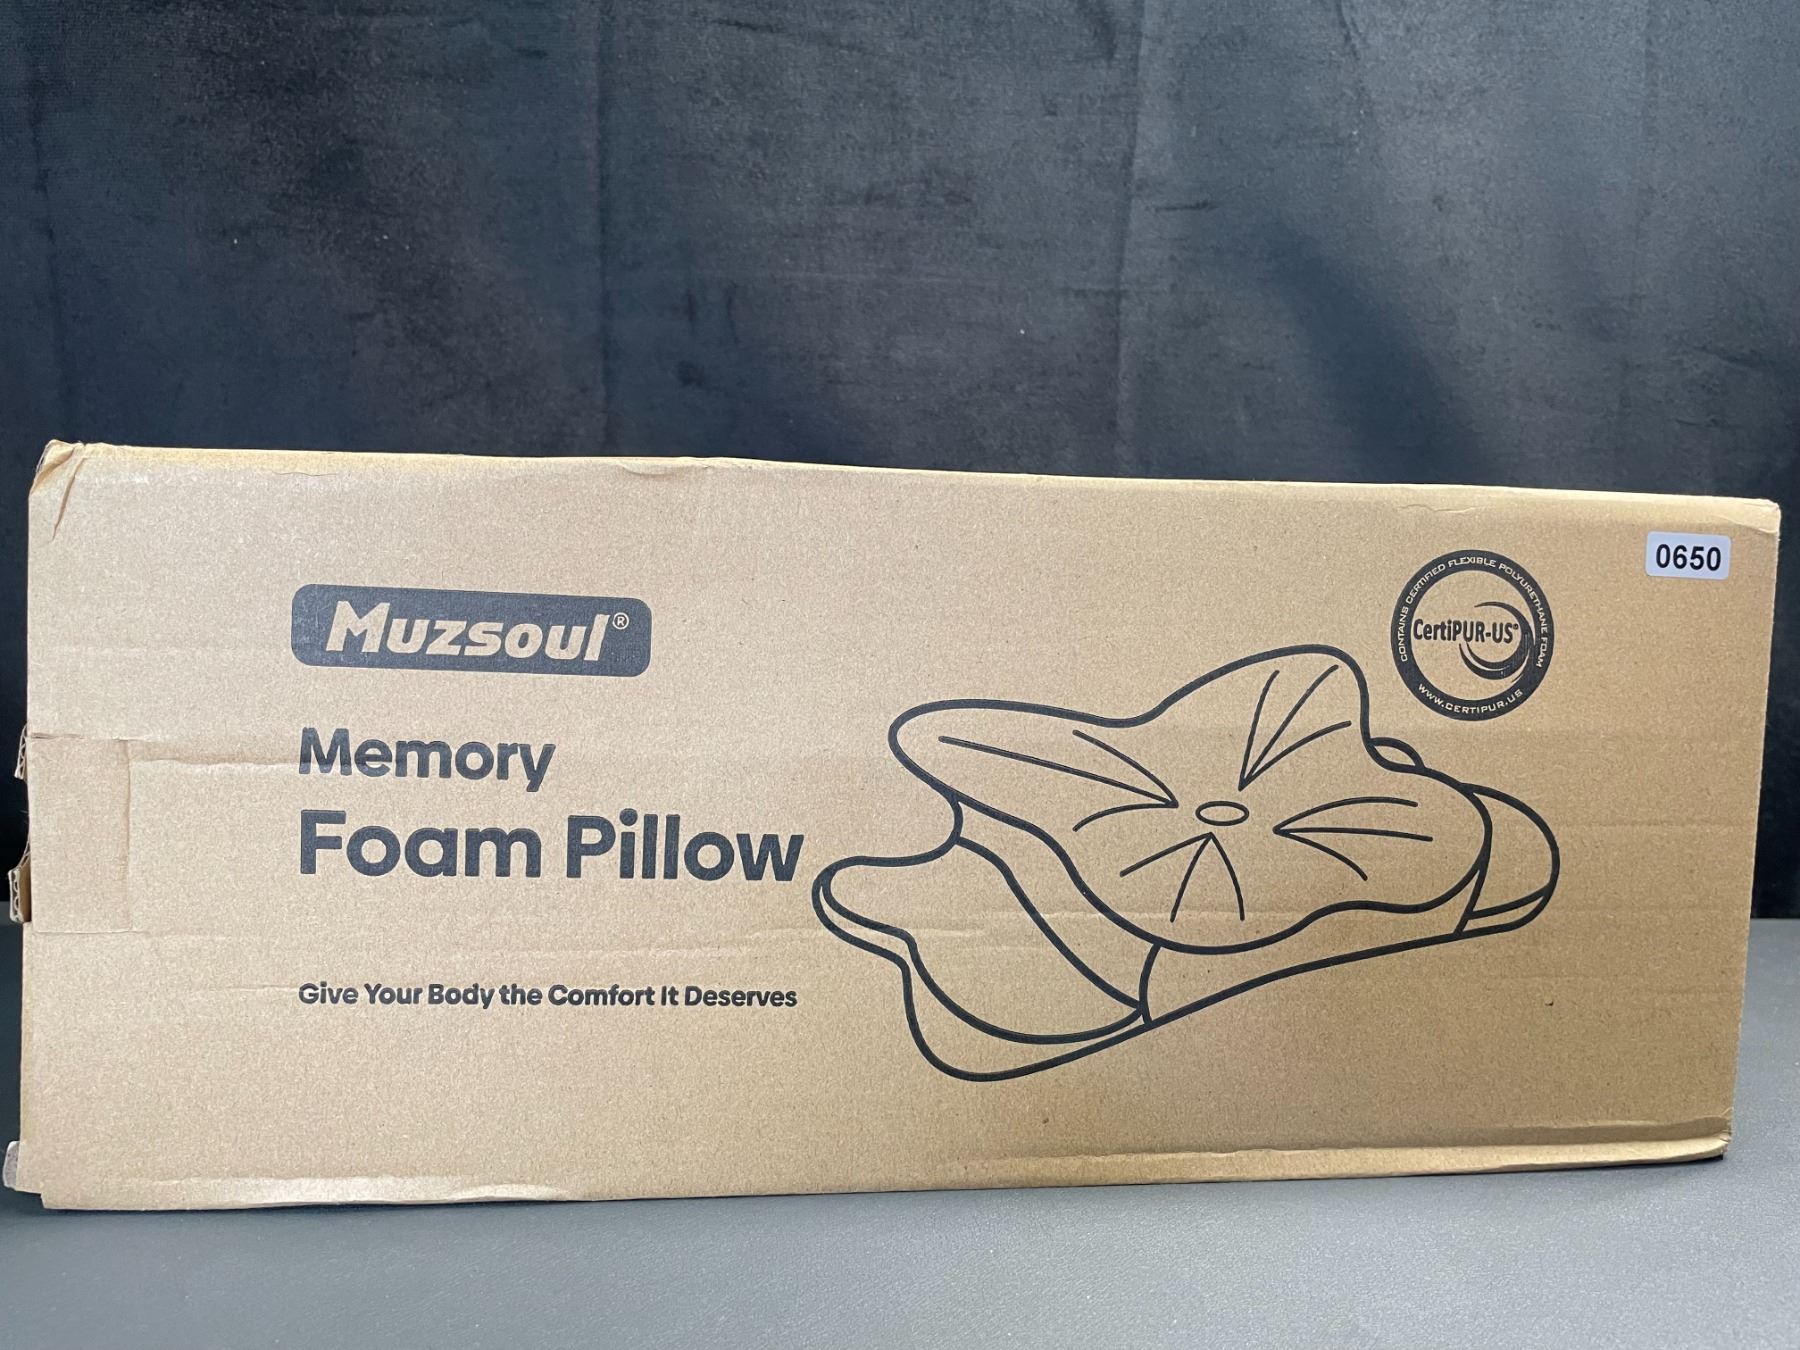 MUZSOUL®
Memory
Foam Pillow
Give Your Body the Comfort It Deserves
CONTAINS CERTIFIED FLEXIBLE POLYURETHANE FOAM
CertiPUR-US®
WWW.CERTIPUR.US
0650